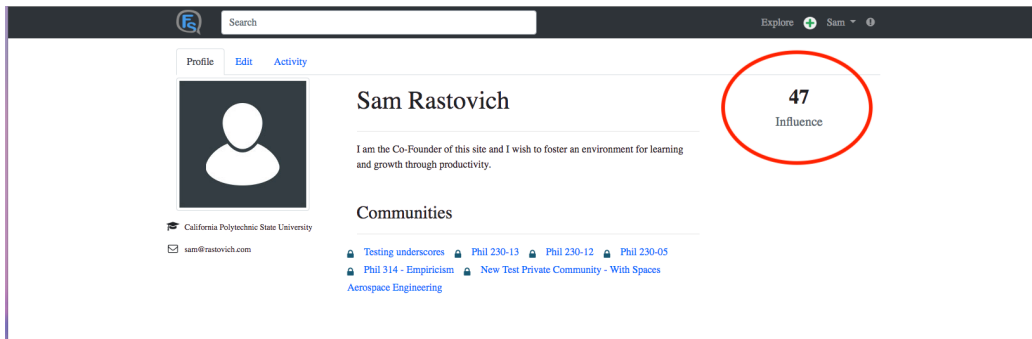 FS
Search
Explore
Sam
Profile Edit Activity
Sam Rastovich
47
Influence
I am the Co-Founder of this site and I wish to foster an environment for learning
and growth through productivity.
Communities
California Polytechnic State University
sam@rastovich.com
Testing underscores Phil 230-13 Phil 230-12 Phil 230-05
Phil 314 - Empiricism New Test Private Community - With Spaces
Aerospace Engineering